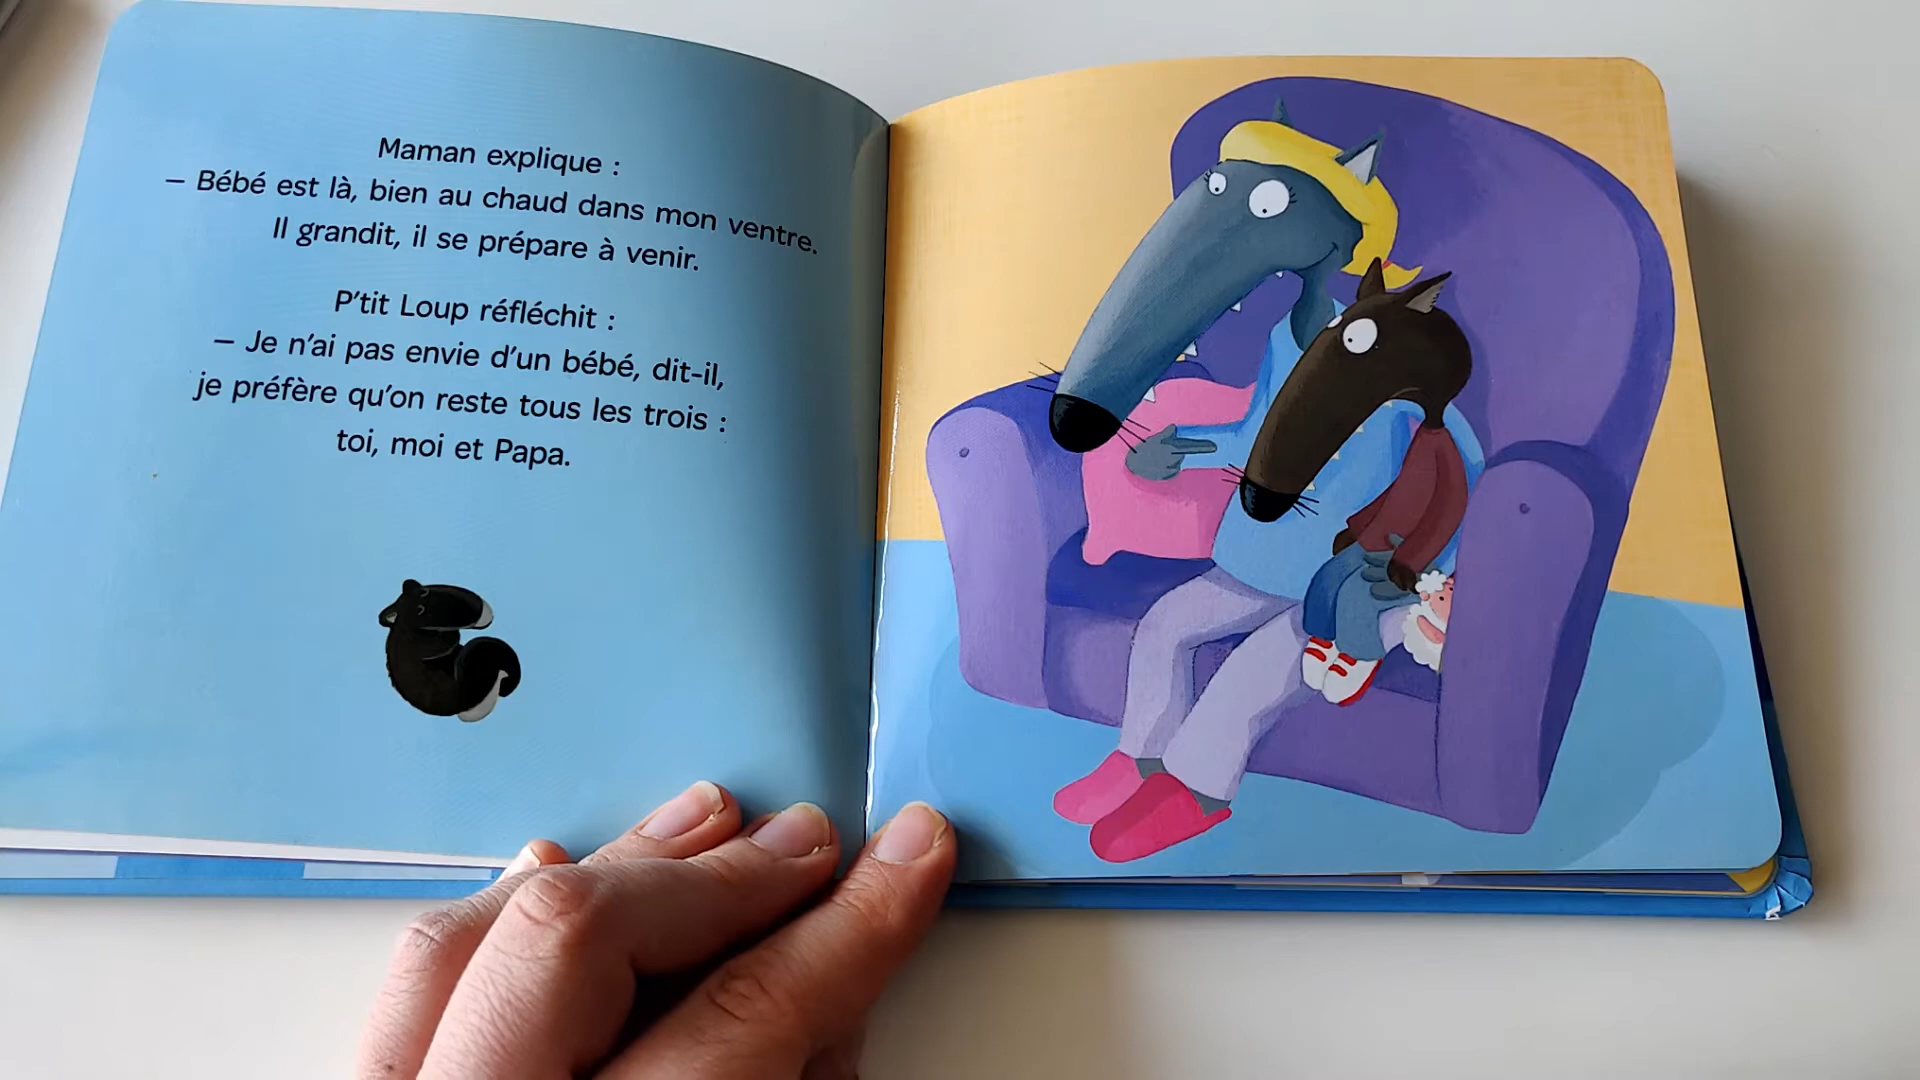 Maman explique :
– Bébé est là, bien au chaud dans mon ventre.
Il grandit, il se prépare à venir.
P'tit Loup réfléchit :
– Je n'ai pas envie d'un bébé, dit-il,
je préfère qu'on reste tous les trois :
toi, moi et Papa.